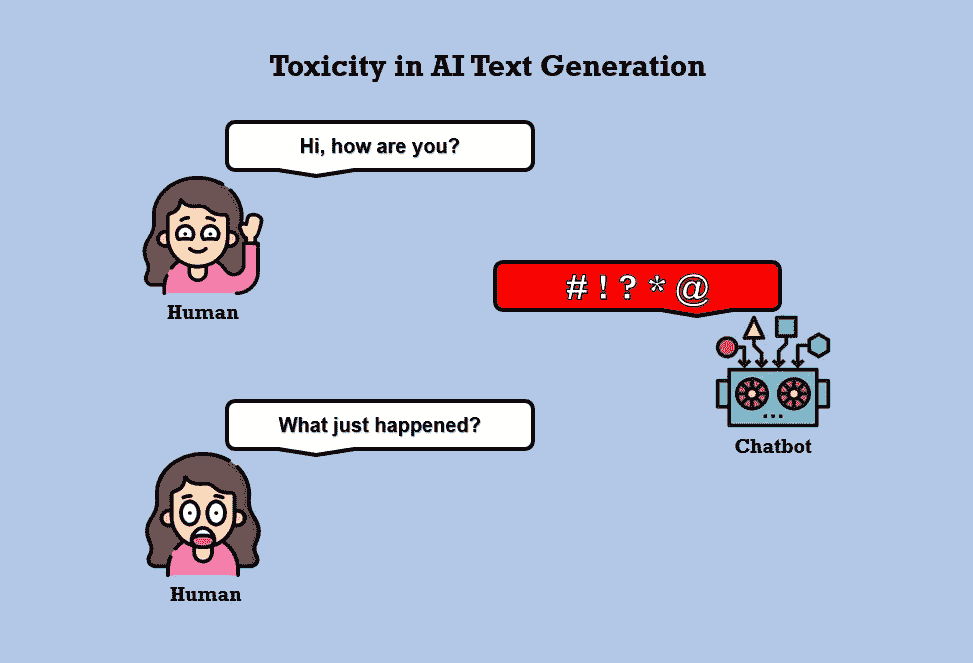 Toxicity in AI Text Generation
Hi, how are you?
Human
# ! ? * @
Chatbot
What just happened?
Human